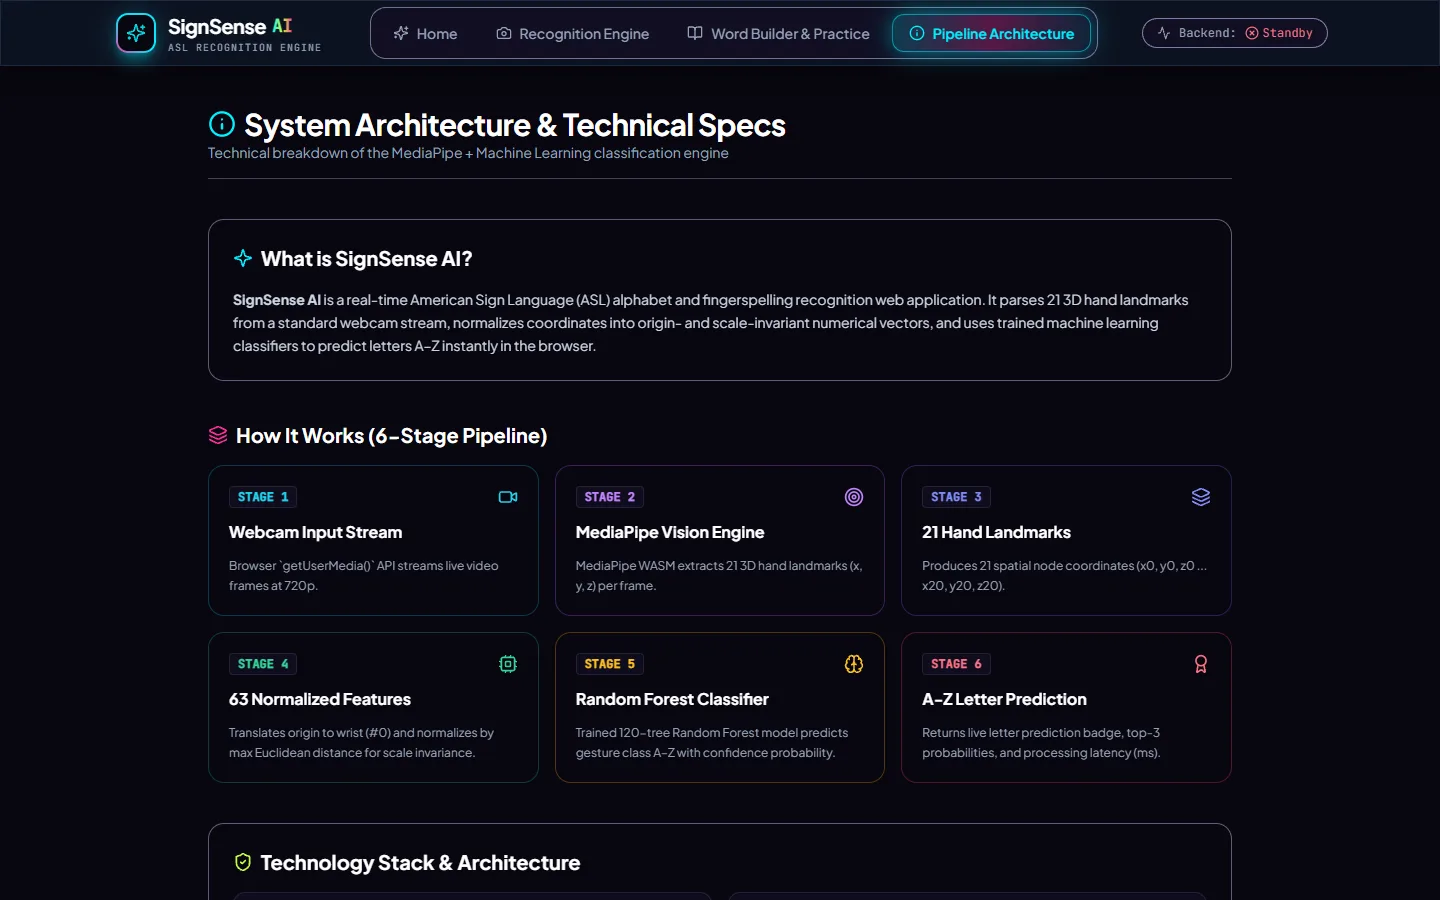 SignSense AI
ASL RECOGNITION ENGINE
Home
Recognition Engine
Word Builder & Practice
Pipeline Architecture
Backend: Standby
System Architecture & Technical Specs
Technical breakdown of the MediaPipe + Machine Learning classification engine
What is SignSense AI?
SignSense AI is a real-time American Sign Language (ASL) alphabet and fingerspelling recognition web application. It parses 21 3D hand landmarks
from a standard webcam stream, normalizes coordinates into origin- and scale-invariant numerical vectors, and uses trained machine learning
classifiers to predict letters A–Z instantly in the browser.
How It Works (6-Stage Pipeline)
STAGE 1
Webcam Input Stream
Browser `getUserMedia()` API streams live video
frames at 720p.
STAGE 2
MediaPipe Vision Engine
MediaPipe WASM extracts 21 3D hand landmarks (x,
y, z) per frame.
STAGE 3
21 Hand Landmarks
Produces 21 spatial node coordinates (x0, y0, z0 ...
x20, y20, z20).
STAGE 4
63 Normalized Features
Translates origin to wrist (#0) and normalizes by
max Euclidean distance for scale invariance.
STAGE 5
Random Forest Classifier
Trained 120-tree Random Forest model predicts
gesture class A-Z with confidence probability.
STAGE 6
A-Z Letter Prediction
Returns live letter prediction badge, top-3
probabilities, and processing latency (ms).
Technology Stack & Architecture